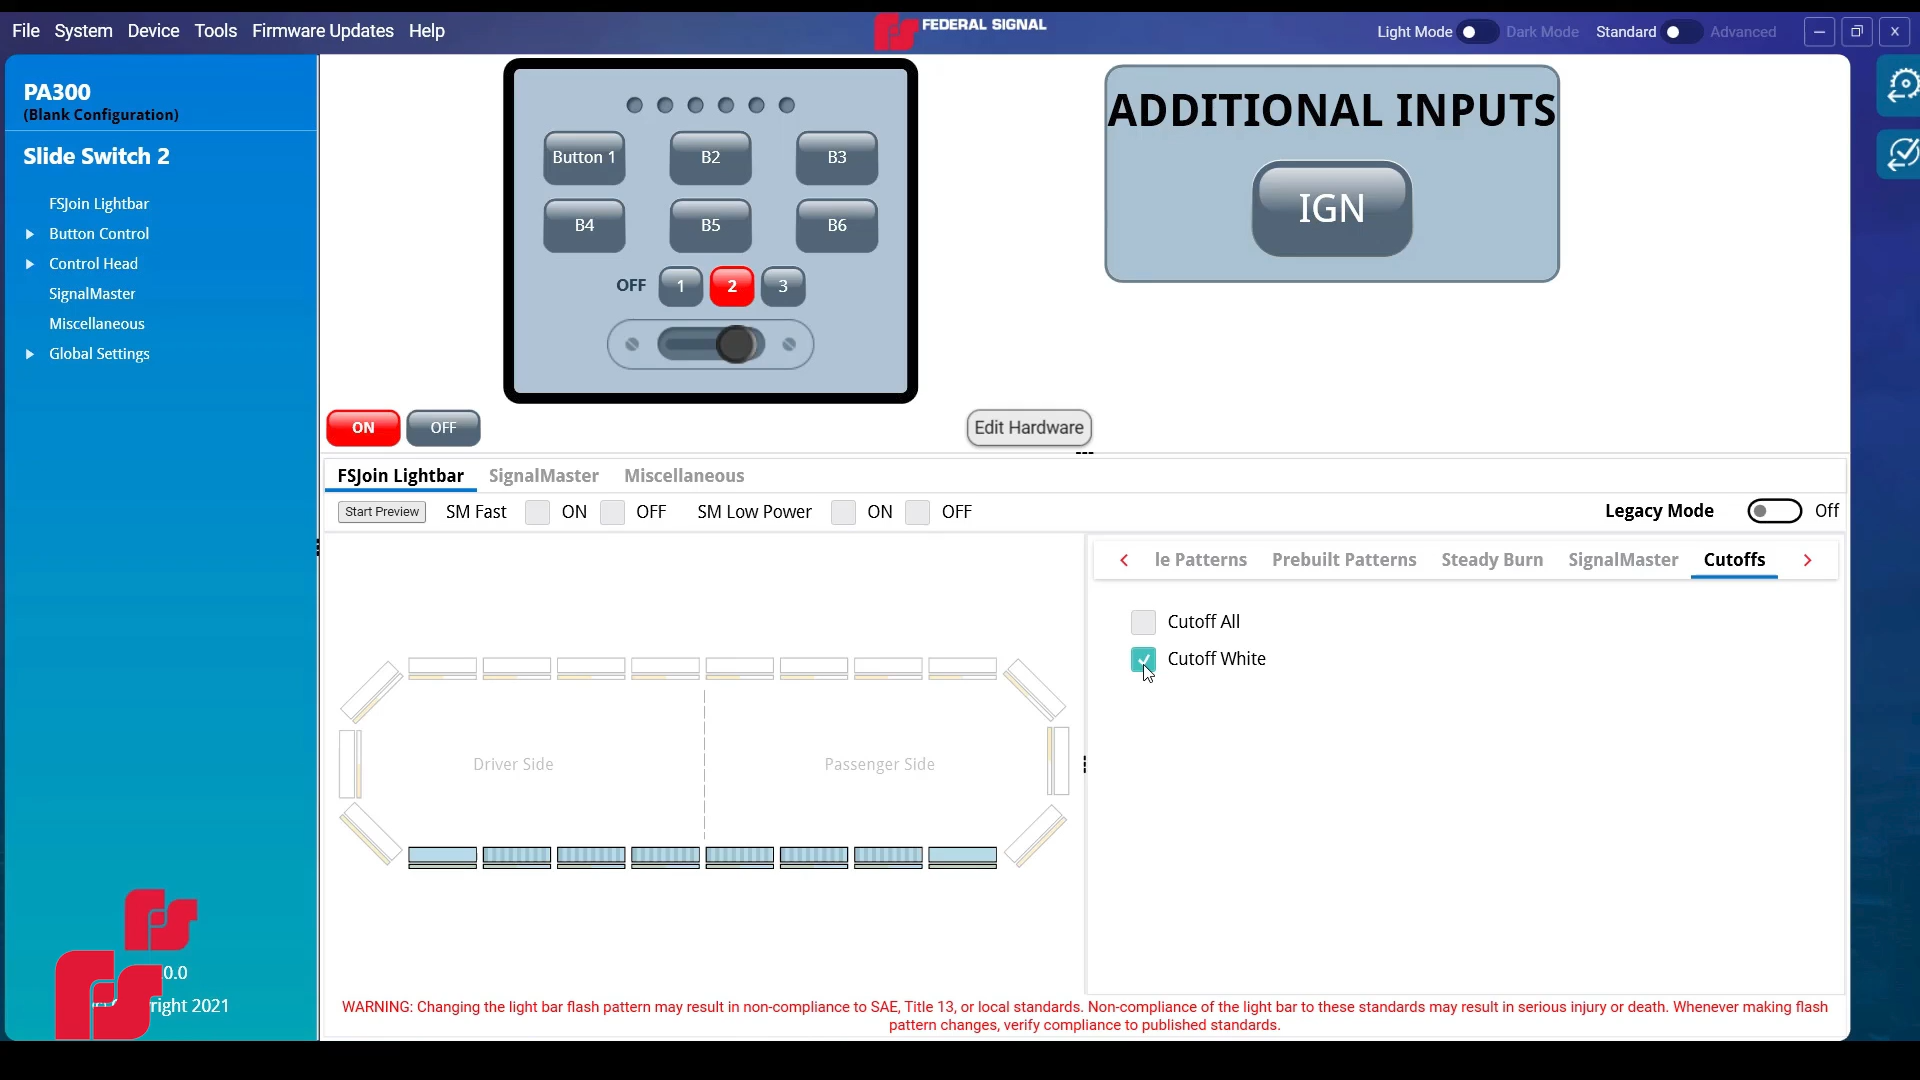 File System Device Tools Firmware Updates Help
FEDERAL SIGNAL
Light Mode Dark Mode Standard Advanced
PA300
(Blank Configuration)
Slide Switch 2
FSJoin Lightbar
Button Control
Control Head
SignalMaster
Miscellaneous
Global Settings
Button 1 B2 B3
B4 B5 B6
OFF 1 2 3
ADDITIONAL INPUTS
IGN
ON OFF
Edit Hardware
FSJoin Lightbar SignalMaster Miscellaneous
Start Preview SM Fast ON OFF SM Low Power ON OFF
Legacy Mode Off
le Patterns Prebuilt Patterns Steady Burn SignalMaster Cutoffs
Cutoff All
Cutoff White
Driver Side Passenger Side
2021
WARNING: Changing the light bar flash pattern may result in non-compliance to SAE, Title 13, or local standards. Non-compliance of the light bar to these standards may result in serious injury or death. Whenever making flash
pattern changes, verify compliance to published standards.